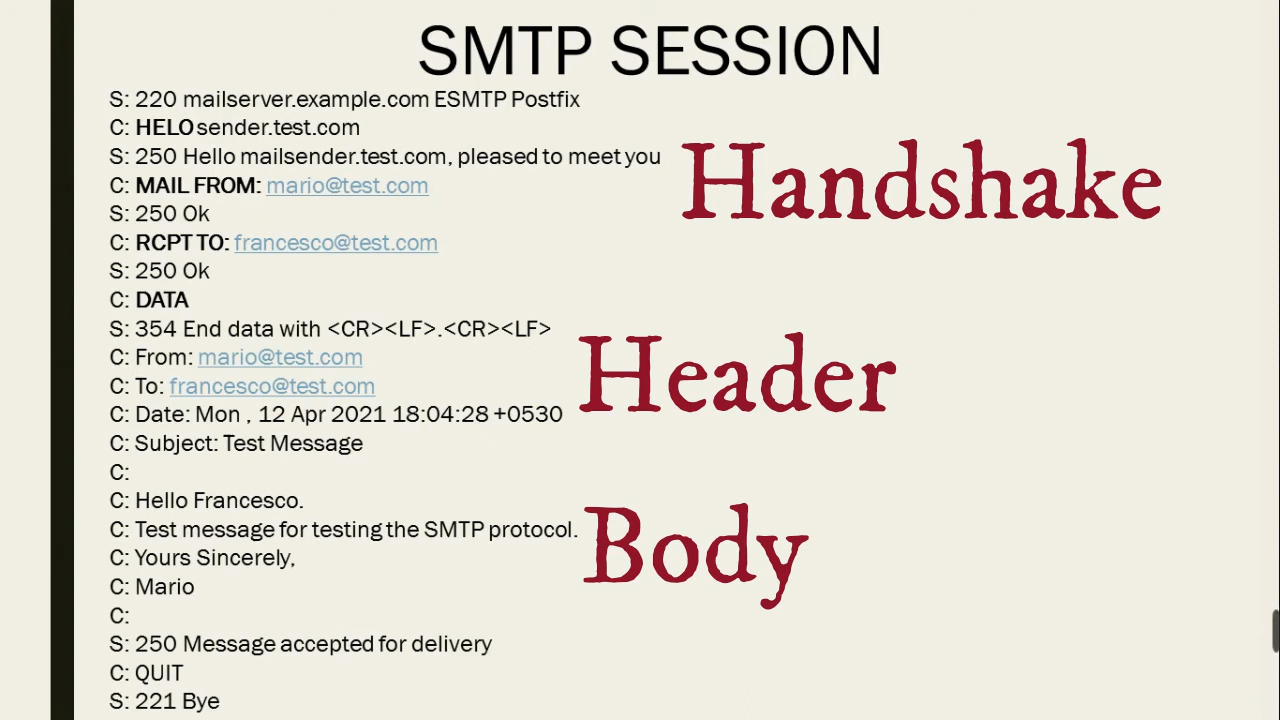 SMTP SESSION
S: 220 mailserver.example.com ESMTP Postfix
C: HELO sender.test.com
S: 250 Hello mailsender.test.com, pleased to meet you
C: MAIL FROM: mario@test.com
S: 250 Ok
C: RCPT TO: francesco@test.com
S: 250 Ok
C: DATA
S: 354 End data with <CR><LF>.<CR><LF>
C: From: mario@test.com
C: To: francesco@test.com
C: Date: Mon , 12 Apr 2021 18:04:28 +0530
C: Subject: Test Message
C:
C: Hello Francesco.
C: Test message for testing the SMTP protocol.
C: Yours Sincerely,
C: Mario
C:
S: 250 Message accepted for delivery
C: QUIT
S: 221 Bye
Handshake
Header
Body